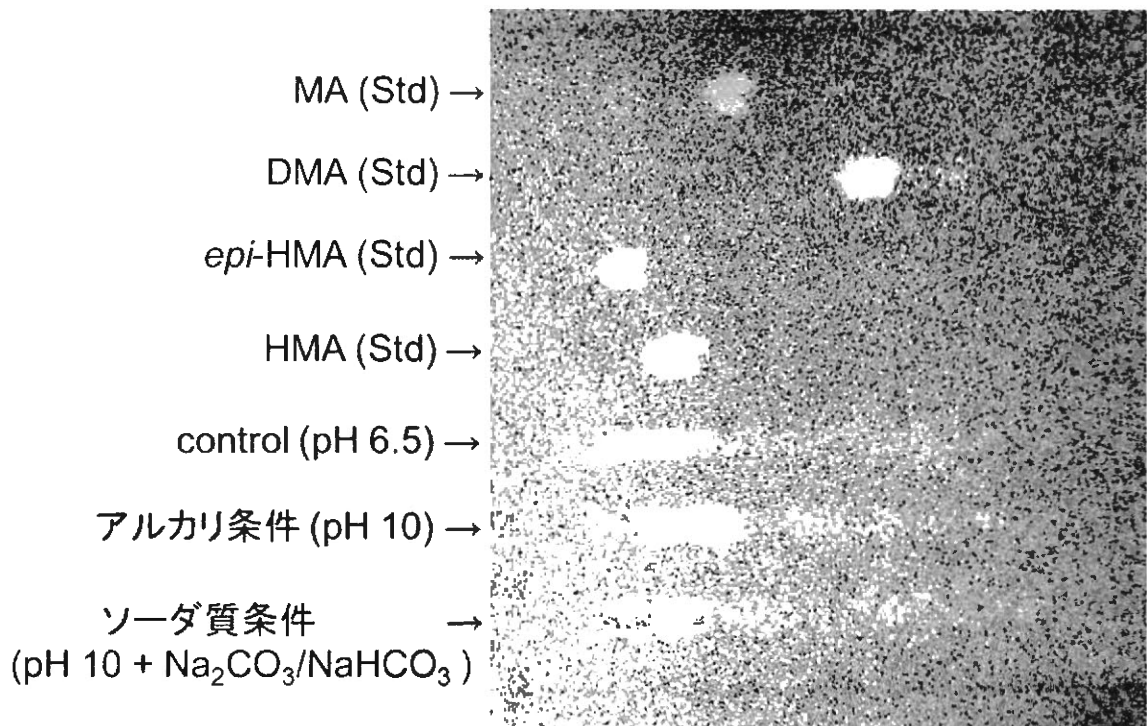 MA (Std) →
DMA (Std) →
epi-HMA (Std) →
HMA (Std) →
control (pH 6.5) →
アルカリ条件 (pH 10) →
ソーダ質条件 →
(pH 10 + Na₂CO₃/NaHCO₃ )